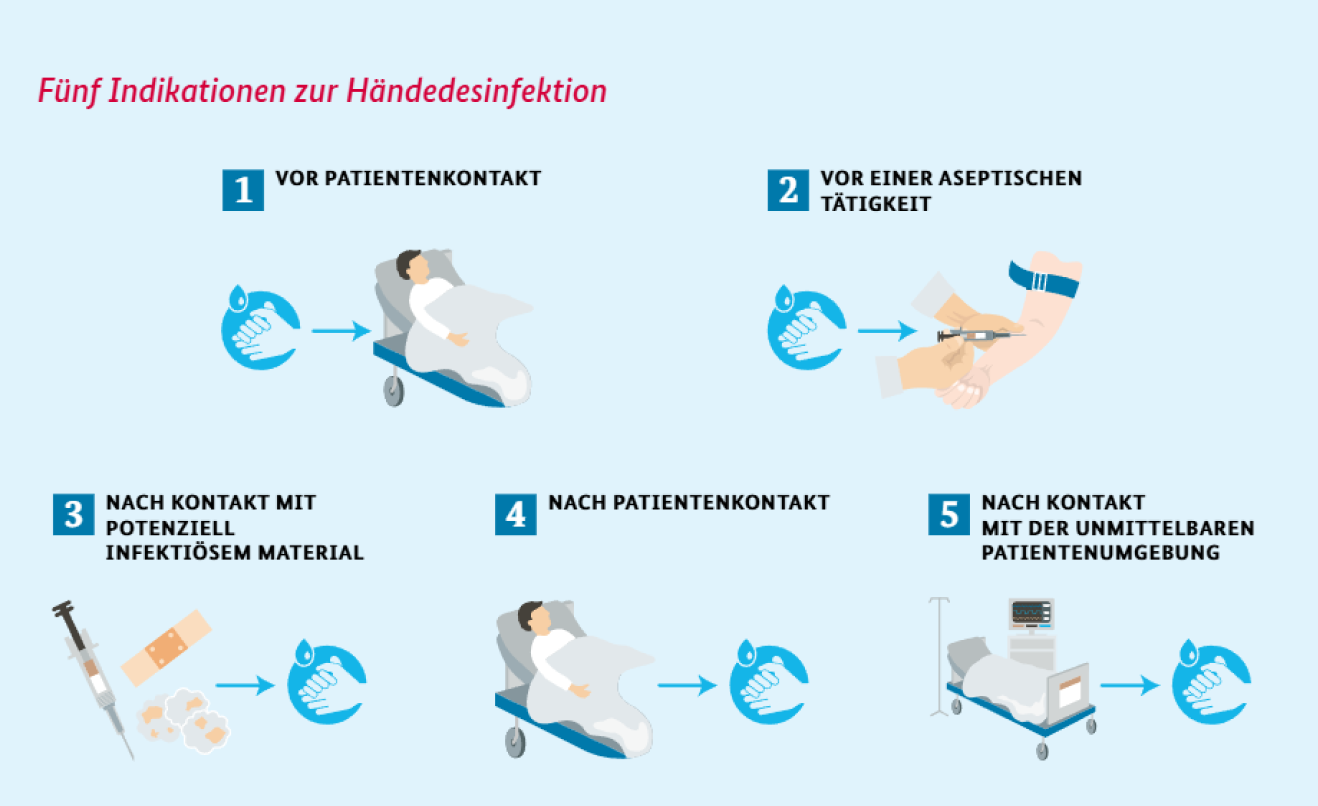 Fünf Indikationen zur Händedesinfektion
1 VOR PATIENTENKONTAKT
2 VOR EINER ASEPTISCHEN
TÄTIGKEIT
3 NACH KONTAKT MIT
POTENZIELL
INFEKTIÖSEM MATERIAL
4 NACH PATIENTENKONTAKT
5 NACH KONTAKT
MIT DER UNMITTELBAREN
PATIENTENUMGEBUNG